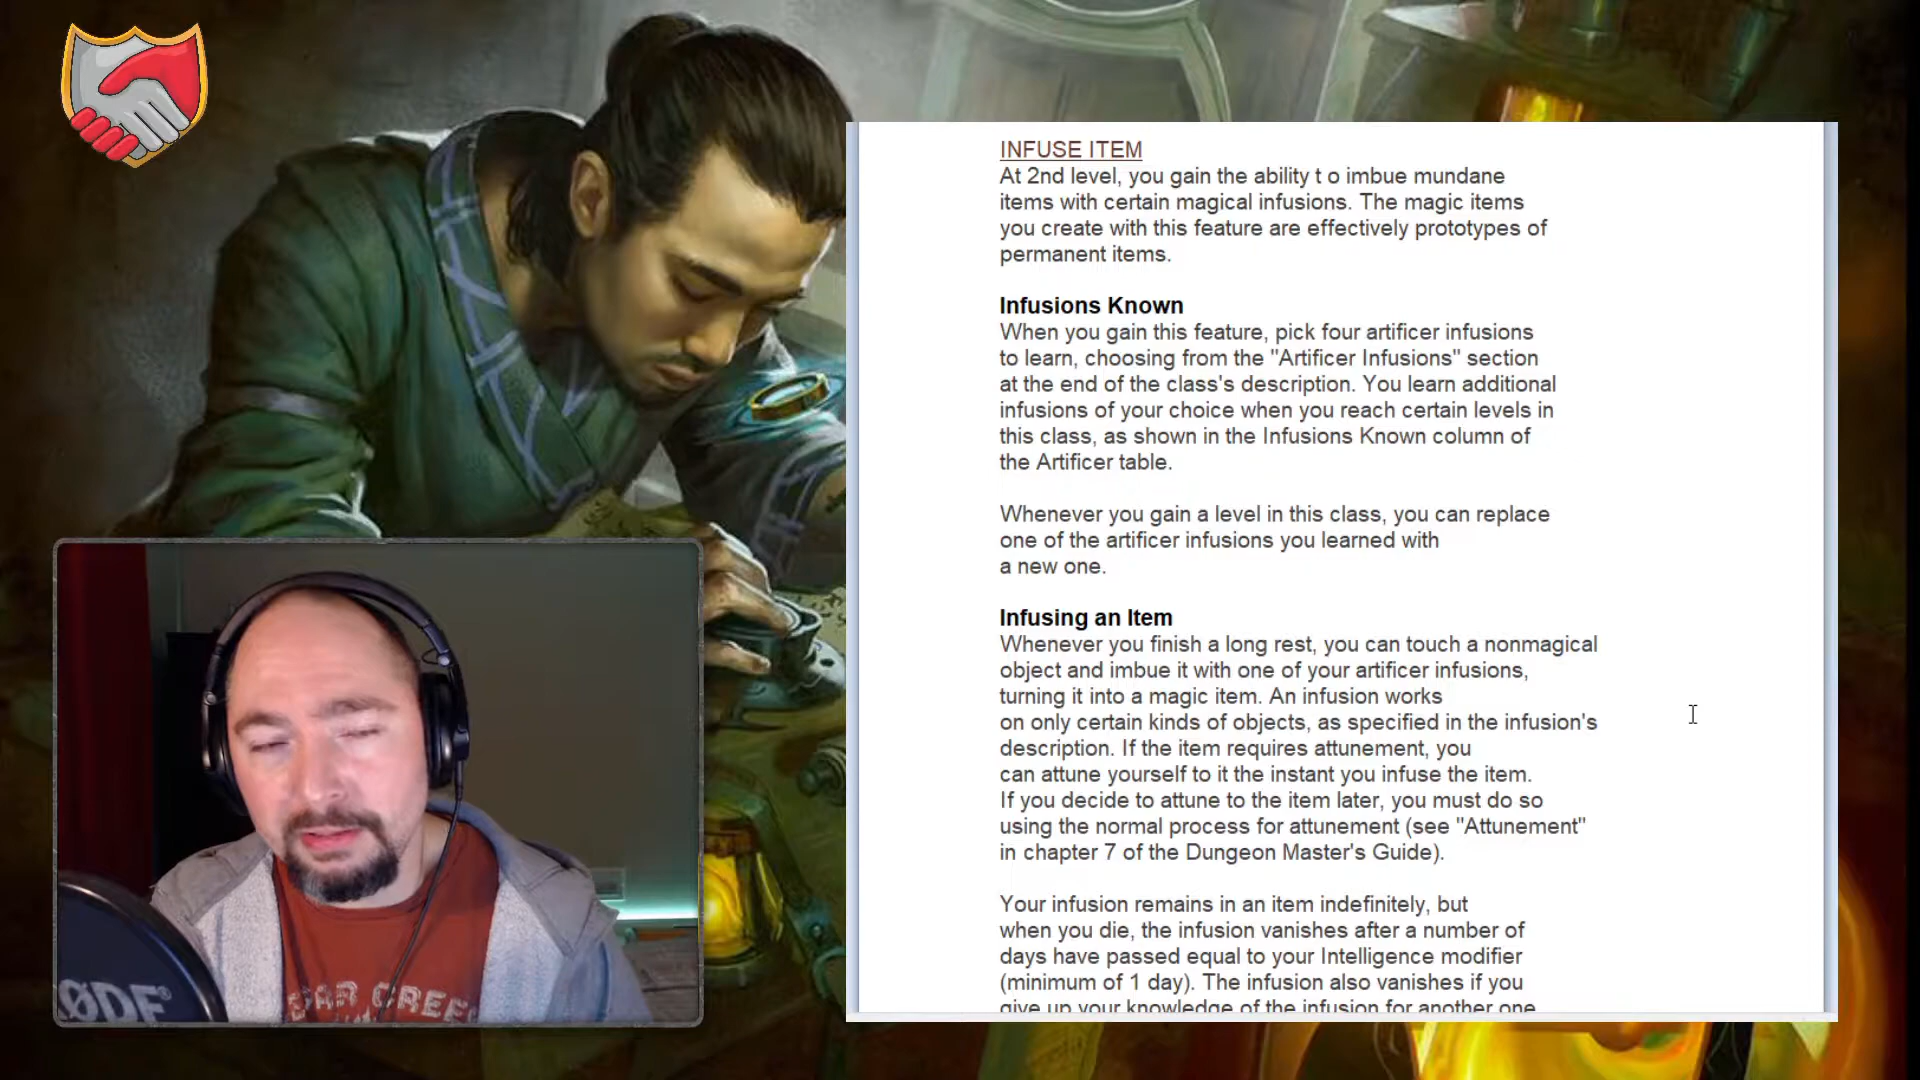 INFUSE ITEM
At 2nd level, you gain the ability t o imbue mundane
items with certain magical infusions. The magic items
you create with this feature are effectively prototypes of
permanent items.
Infusions Known
When you gain this feature, pick four artificer infusions
to learn, choosing from the "Artificer Infusions" section
at the end of the class's description. You learn additional
infusions of your choice when you reach certain levels in
this class, as shown in the Infusions Known column of
the Artificer table.
Whenever you gain a level in this class, you can replace
one of the artificer infusions you learned with
a new one.
Infusing an Item
Whenever you finish a long rest, you can touch a nonmagical
object and imbue it with one of your artificer infusions,
turning it into a magic item. An infusion works
on only certain kinds of objects, as specified in the infusion's
description. If the item requires attunement, you
can attune yourself to it the instant you infuse the item.
If you decide to attune to the item later, you must do so
using the normal process for attunement (see "Attunement"
in chapter 7 of the Dungeon Master's Guide).
Your infusion remains in an item indefinitely, but
when you die, the infusion vanishes after a number of
days have passed equal to your Intelligence modifier
(minimum of 1 day). The infusion also vanishes if you
give up your knowledge of the infusion for another one
RØDE